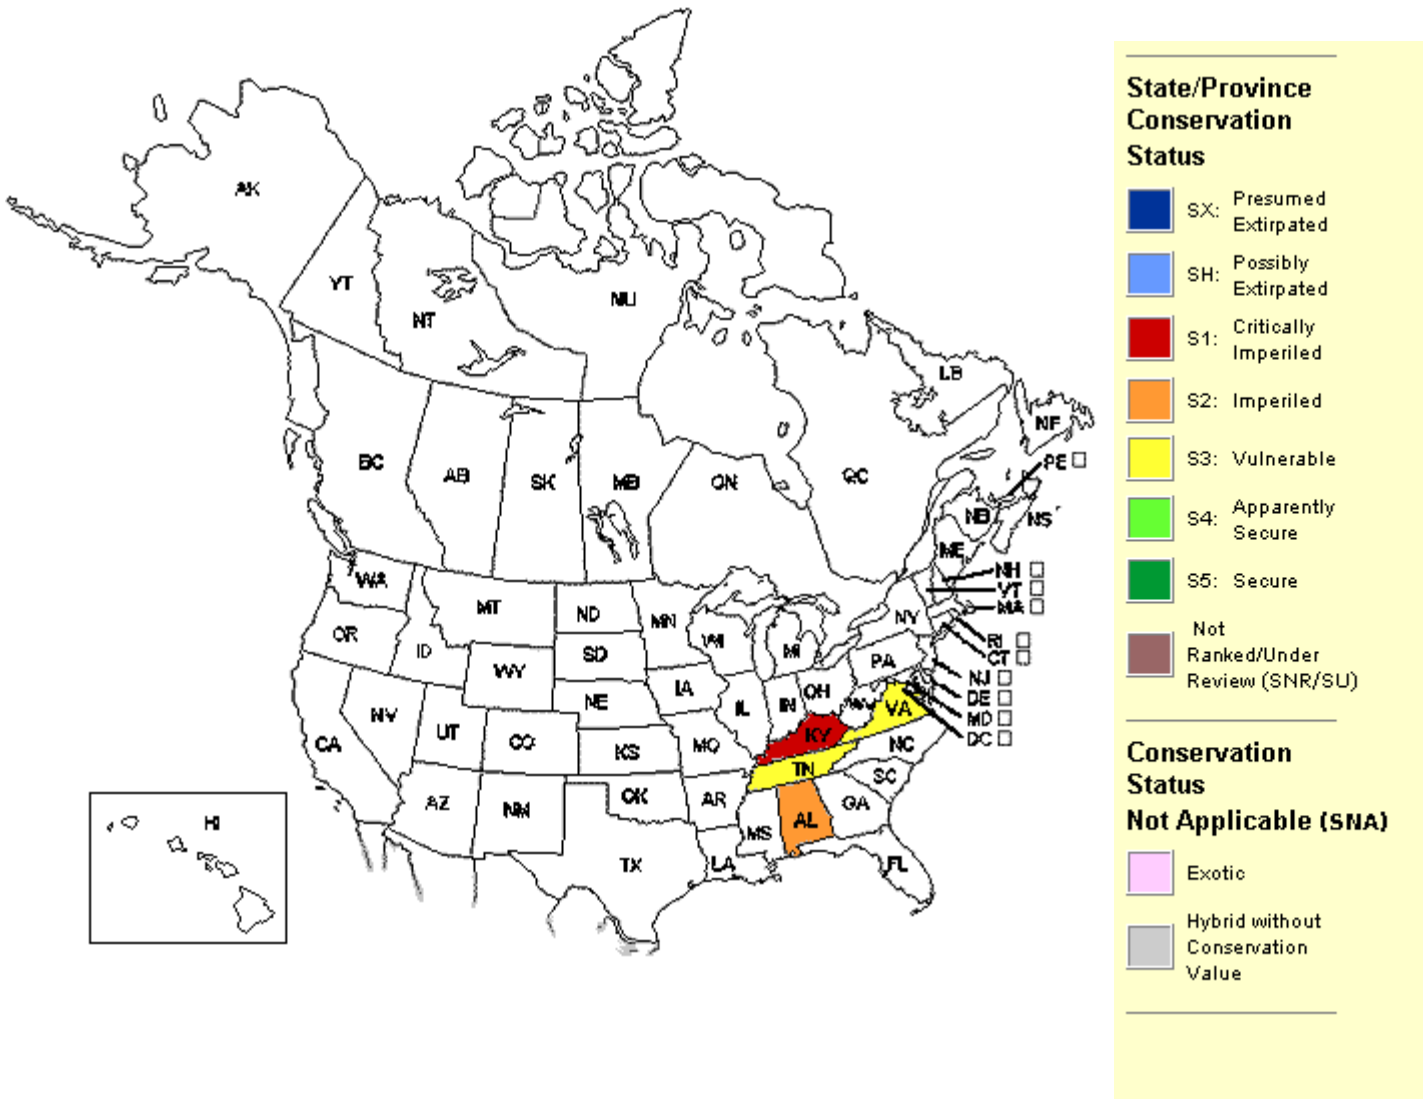 AK
YT
NT
NU
BC
AB
SK
MB
ON
QC
LB
NF
PE
NB
NS
ME
NH
VT
MA
RI
CT
NJ
DE
MD
DC
WA
OR
ID
MT
ND
MN
WI
MI
NY
PA
WY
SD
IA
NE
IL
IN
OH
WV
VA
CA
NV
UT
CO
KS
MO
KY
NC
TN
SC
AZ
NM
OK
AR
MS
AL
GA
TX
LA
FL
HI
State/Province
Conservation
Status
SX: Presumed
Extirpated
SH: Possibly
Extirpated
S1: Critically
Imperiled
S2: Imperiled
S3: Vulnerable
S4: Apparently
Secure
S5: Secure
Not
Ranked/Under
Review (SNR/SU)
Conservation
Status
Not Applicable (SNA)
Exotic
Hybrid without
Conservation
Value